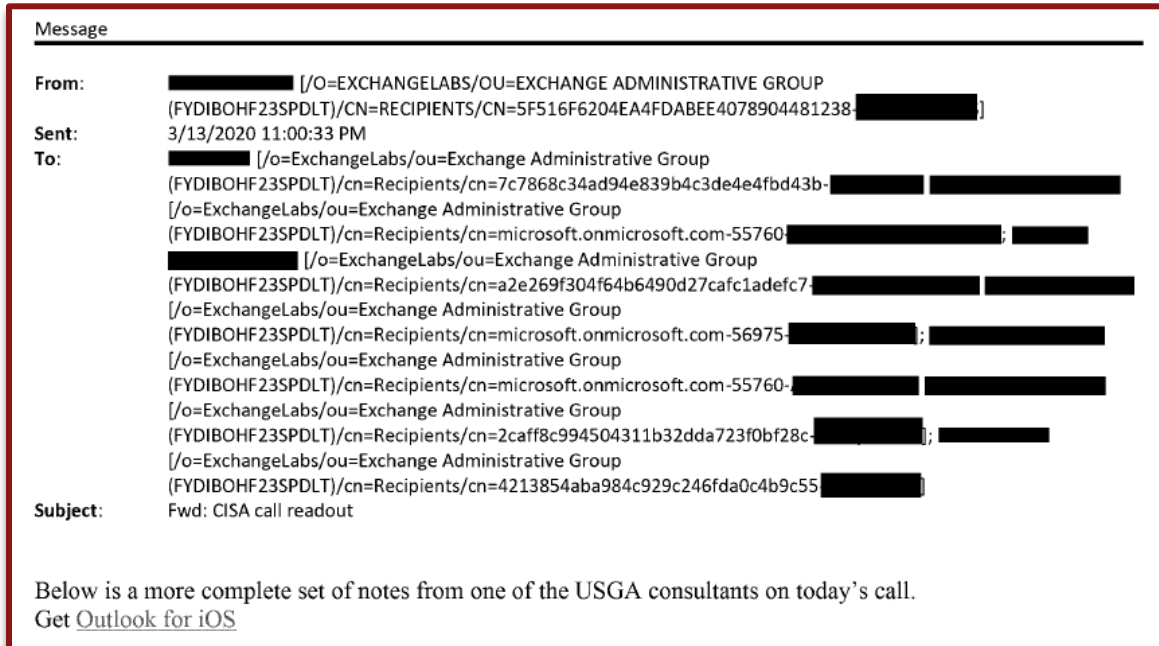 Message
From: [/O=EXCHANGELABS/OU=EXCHANGE ADMINISTRATIVE GROUP
(FYDIBOHF23SPDLT)/CN=RECIPIENTS/CN=5F516F6204EA4FDABEE4078904481238- ]
Sent: 3/13/2020 11:00:33 PM
To: [/o=ExchangeLabs/ou=Exchange Administrative Group
(FYDIBOHF23SPDLT)/cn=Recipients/cn=7c7868c34ad94e839b4c3de4e4fbd43b-
[/o=ExchangeLabs/ou=Exchange Administrative Group
(FYDIBOHF23SPDLT)/cn=Recipients/cn=microsoft.onmicrosoft.com-55760- ;
[/o=ExchangeLabs/ou=Exchange Administrative Group
(FYDIBOHF23SPDLT)/cn=Recipients/cn=a2e269f304f64b6490d27cafc1adefc7-
[/o=ExchangeLabs/ou=Exchange Administrative Group
(FYDIBOHF23SPDLT)/cn=Recipients/cn=microsoft.onmicrosoft.com-56975- ];
[/o=ExchangeLabs/ou=Exchange Administrative Group
(FYDIBOHF23SPDLT)/cn=Recipients/cn=microsoft.onmicrosoft.com-55760-
[/o=ExchangeLabs/ou=Exchange Administrative Group
(FYDIBOHF23SPDLT)/cn=Recipients/cn=2caff8c994504311b32dda723f0bf28c- ];
[/o=ExchangeLabs/ou=Exchange Administrative Group
(FYDIBOHF23SPDLT)/cn=Recipients/cn=4213854aba984c929c246fda0c4b9c55- ]
Subject: Fwd: CISA call readout
Below is a more complete set of notes from one of the USGA consultants on today's call.
Get Outlook for iOS